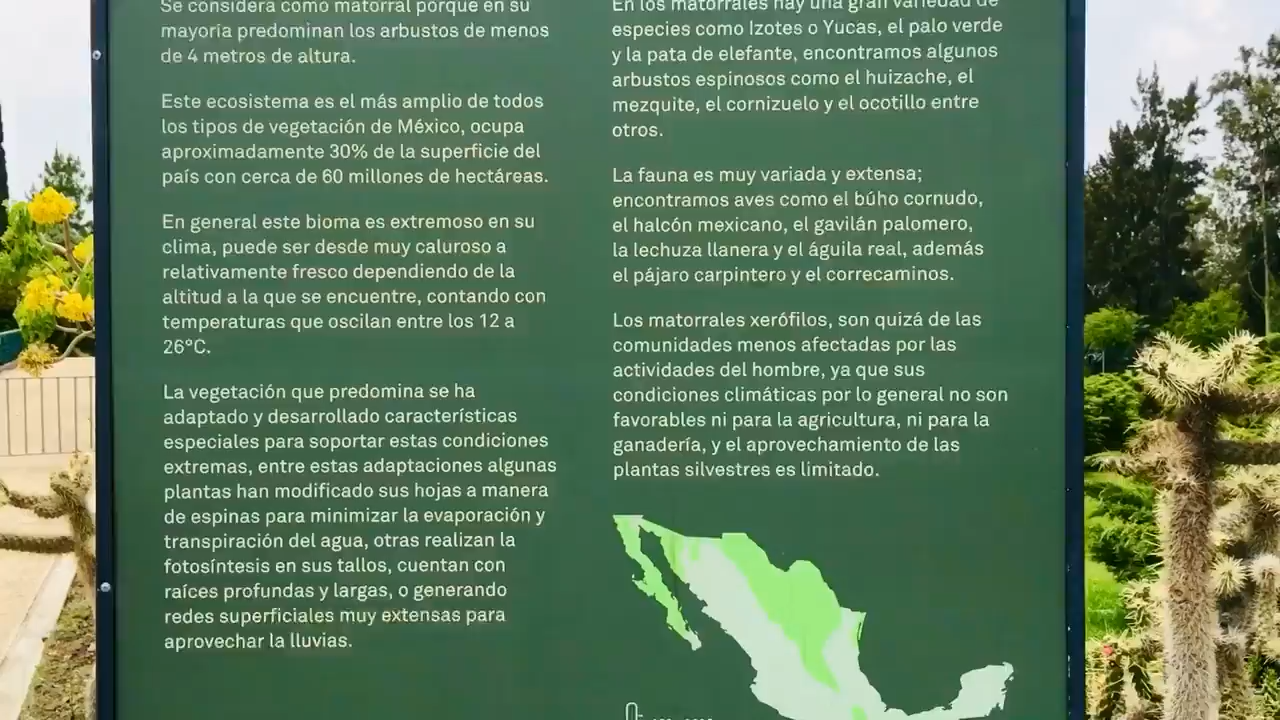 Se considera como matorral porque en su
mayoría predominan los arbustos de menos
de 4 metros de altura.
Este ecosistema es el más amplio de todos
los tipos de vegetación de México, ocupa
aproximadamente 30% de la superficie del
país con cerca de 60 millones de hectáreas.
En general este bioma es extremoso en su
clima, puede ser desde muy caluroso a
relativamente fresco dependiendo de la
altitud a la que se encuentre, contando con
temperaturas que oscilan entre los 12 a
26°C.
La vegetación que predomina se ha
adaptado y desarrollado características
especiales para soportar estas condiciones
extremas, entre estas adaptaciones algunas
plantas han modificado sus hojas a manera
de espinas para minimizar la evaporación y
transpiración del agua, otras realizan la
fotosíntesis en sus tallos, cuentan con
raíces profundas y largas, o generando
redes superficiales muy extensas para
aprovechar la lluvias.
En los matorrales hay una gran variedad de
especies como Izotes o Yucas, el palo verde
y la pata de elefante, encontramos algunos
arbustos espinosos como el huizache, el
mezquite, el cornizuelo y el ocotillo entre
otros.
La fauna es muy variada y extensa;
encontramos aves como el búho cornudo,
el halcón mexicano, el gavilán palomero,
la lechuza llanera y el águila real, además
el pájaro carpintero y el correcaminos.
Los matorrales xerófilos, son quizá de las
comunidades menos afectadas por las
actividades del hombre, ya que sus
condiciones climáticas por lo general no son
favorables ni para la agricultura, ni para la
ganadería, y el aprovechamiento de las
plantas silvestres es limitado.